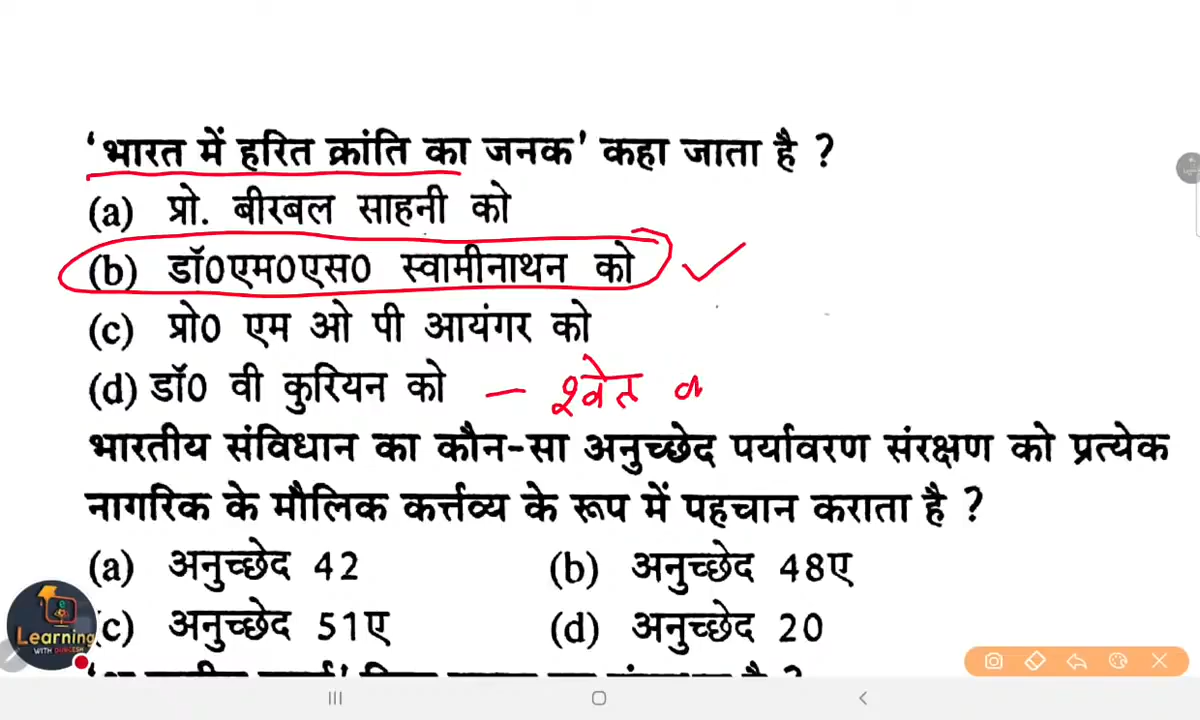 'भारत में हरित क्रांति का जनक' कहा जाता है ?
(a) प्रो. बीरबल साहनी को
(b) डॉ0एम0एस0 स्वामीनाथन को
(c) प्रो0 एम ओ पी आयंगर को
(d) डॉ0 वी कुरियन को – श्वेत
भारतीय संविधान का कौन-सा अनुच्छेद पर्यावरण संरक्षण को प्रत्येक
नागरिक के मौलिक कर्त्तव्य के रूप में पहचान कराता है ?
(a) अनुच्छेद 42 (b) अनुच्छेद 48ए
(c) अनुच्छेद 51ए (d) अनुच्छेद 20
Learning
WITH DURGESH